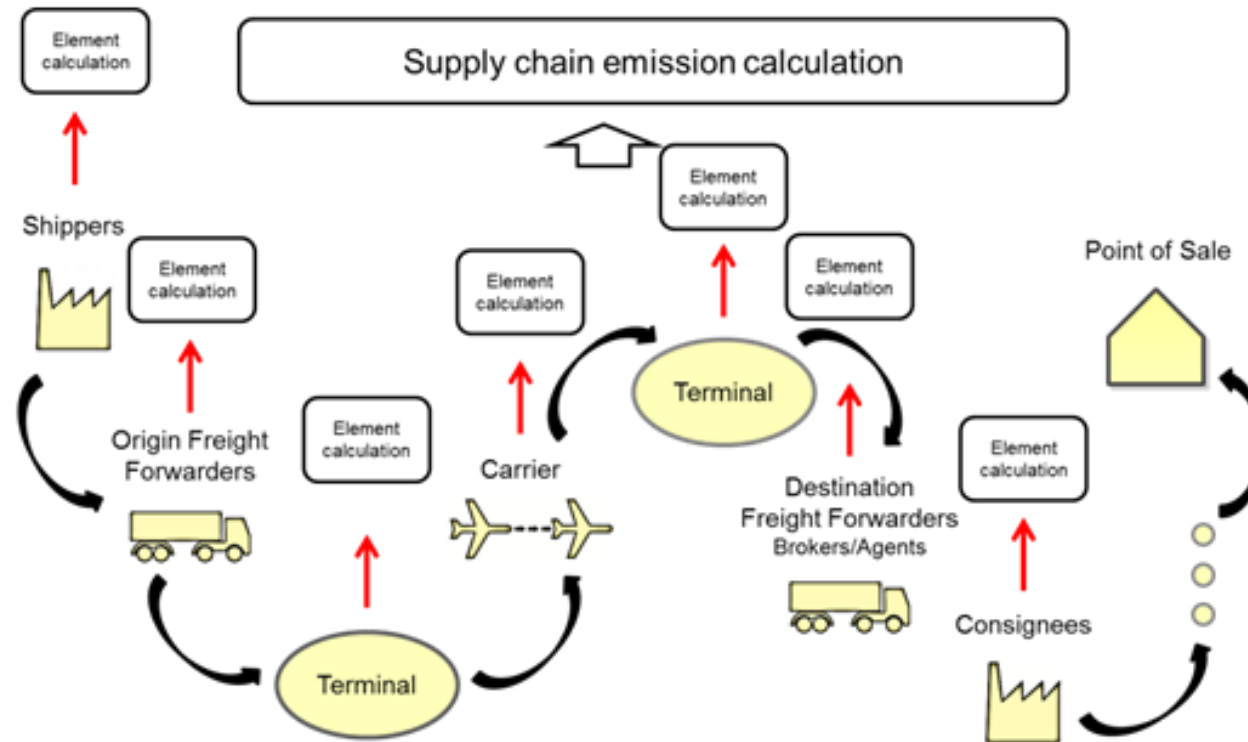 Element
calculation
Supply chain emission calculation
Element
calculation
Shippers
Element
calculation
Element
calculation
Element
calculation
Point of Sale
Terminal
Element
calculation
Origin Freight
Forwarders
Carrier
Element
calculation
Destination
Freight Forwarders
Brokers/Agents
Consignees
Terminal